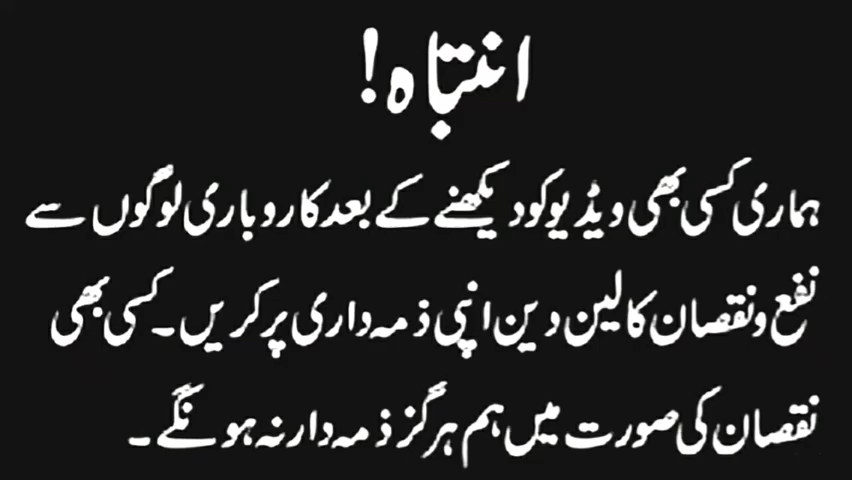 انتباہ!
ہماری کسی بھی ویڈیو کو دیکھنے کے بعد کاروباری لوگوں سے
نفع و نقصان کا لین دین اپنی ذمہ داری پر کریں۔ کسی بھی
نقصان کی صورت میں ہم ہرگز ذمہ دار نہ ہونگے۔